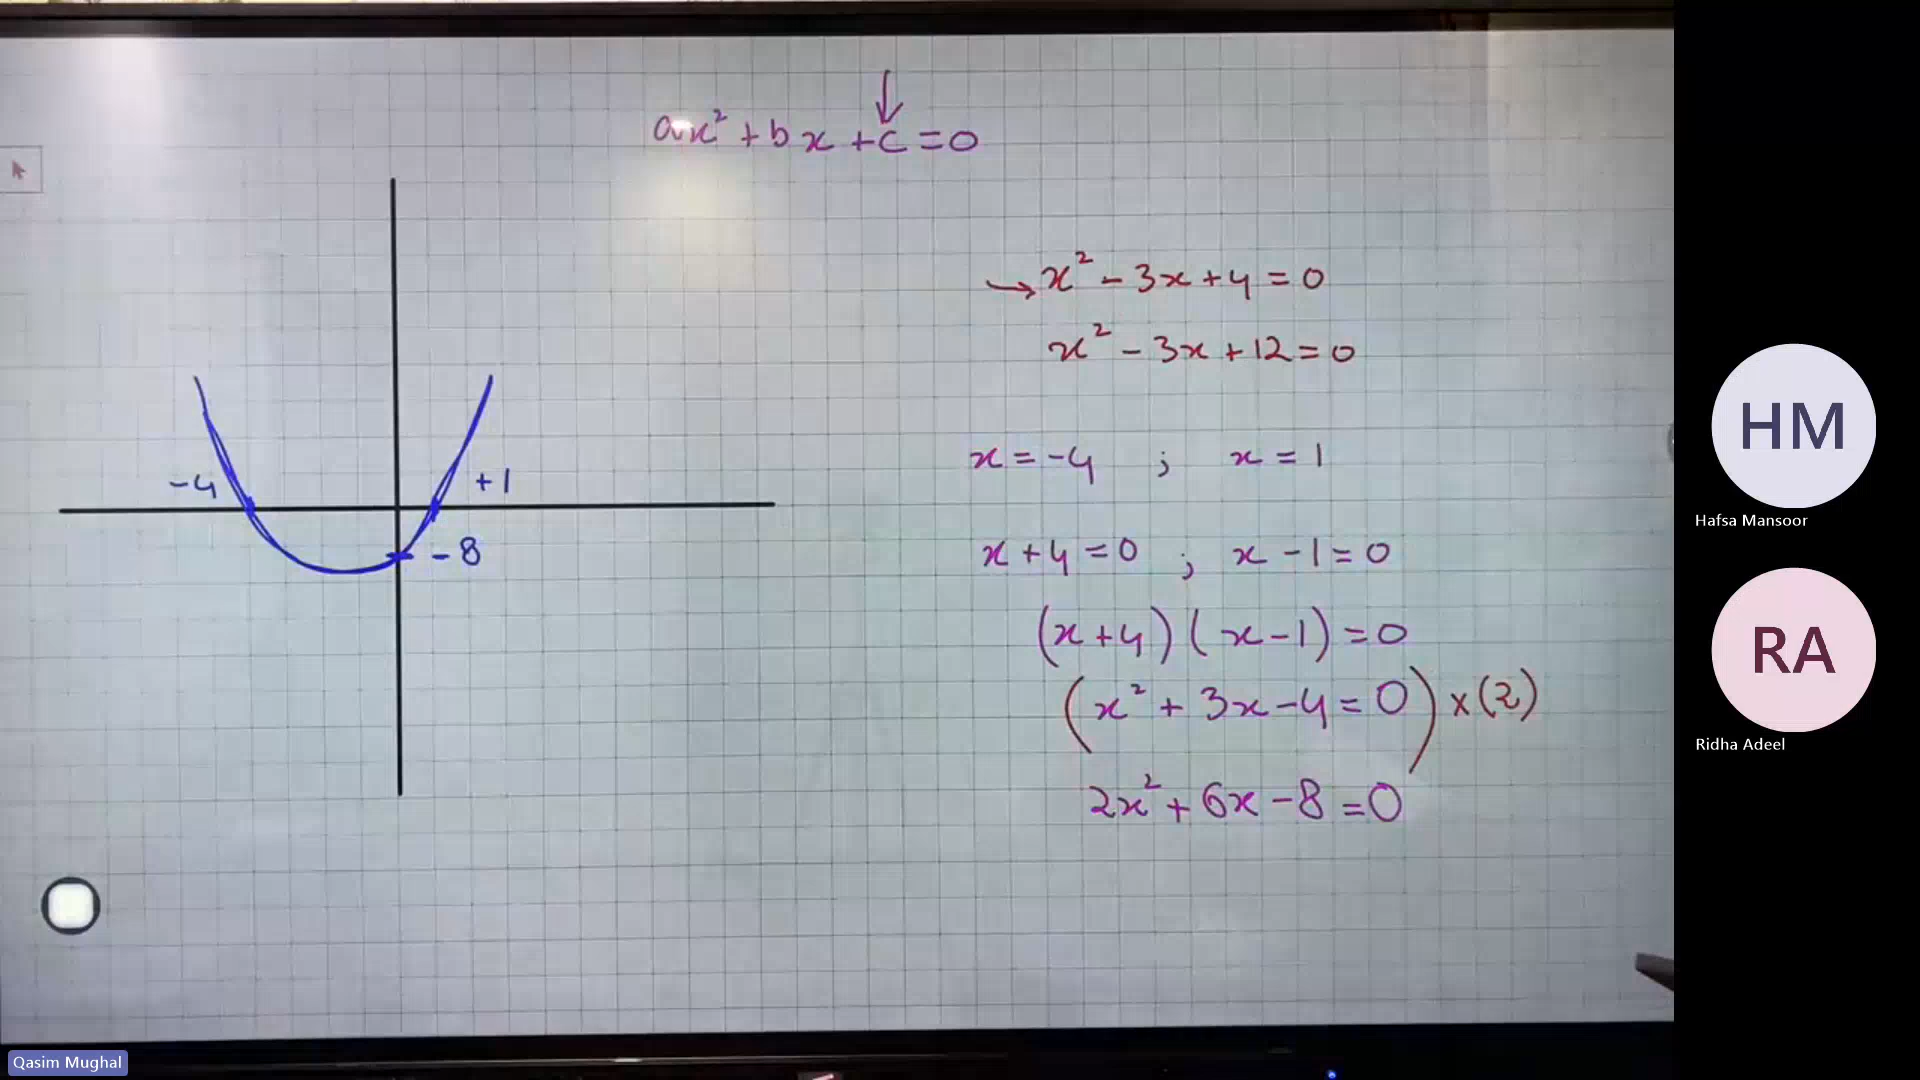 ax² + bx + c = 0
x² - 3x + 4 = 0
x² - 3x + 12 = 0
x = -4 ; x = 1
-4
+1
-8
x + 4 = 0 ; x - 1 = 0
(x + 4) (x - 1) = 0
(x² + 3x - 4 = 0) × (2)
2x² + 6x - 8 = 0
HM
Hafsa Mansoor
RA
Ridha Adeel
Qasim Mughal